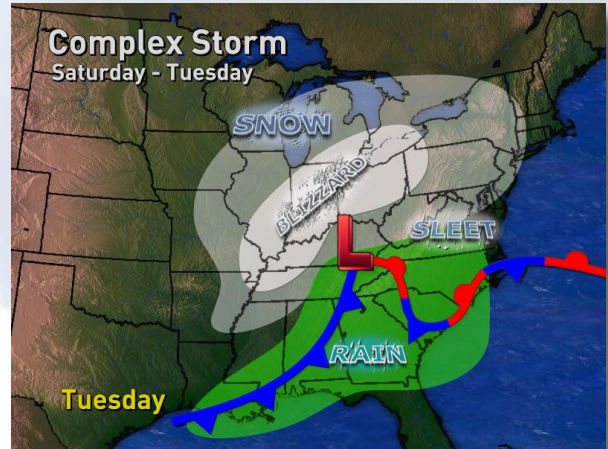 Complex Storm
Saturday - Tuesday
SNOW
BLIZZARD
SLEET
L
RAIN
Tuesday